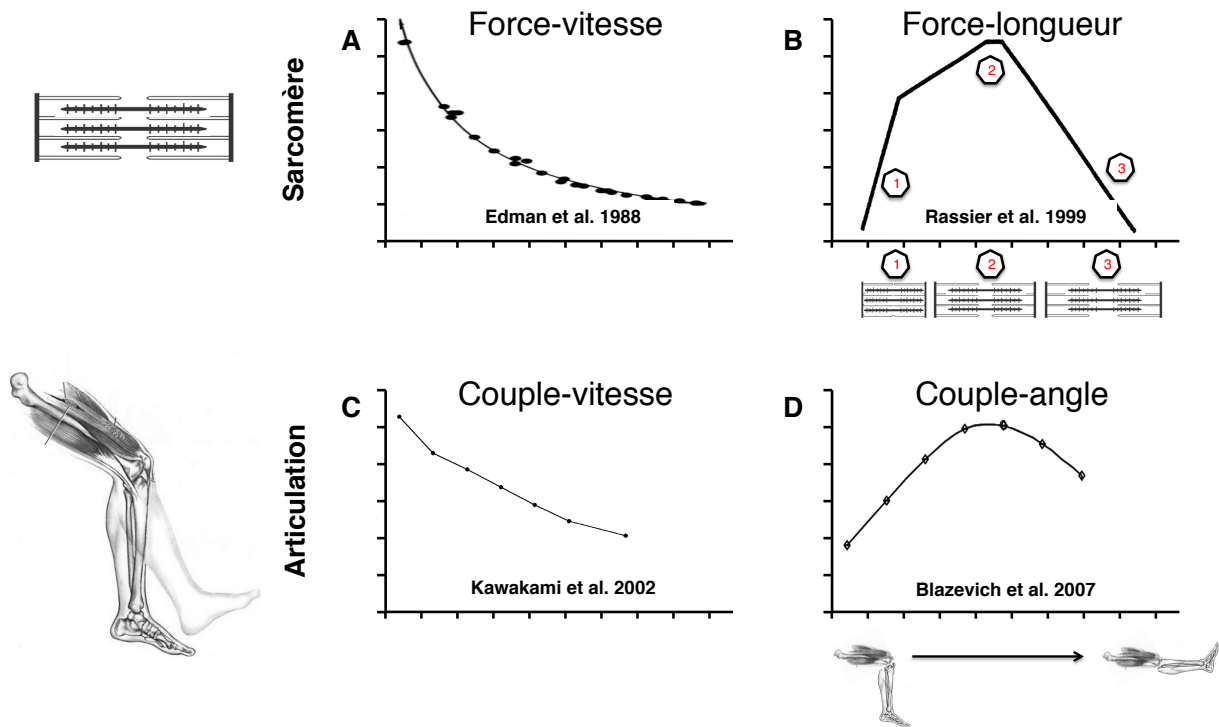 A
Force-vitesse
Sarcomère
Edman et al. 1988
B
Force-longueur
1
2
3
Rassier et al. 1999
1
2
3
C
Couple-vitesse
Articulation
Kawakami et al. 2002
D
Couple-angle
Blazevich et al. 2007